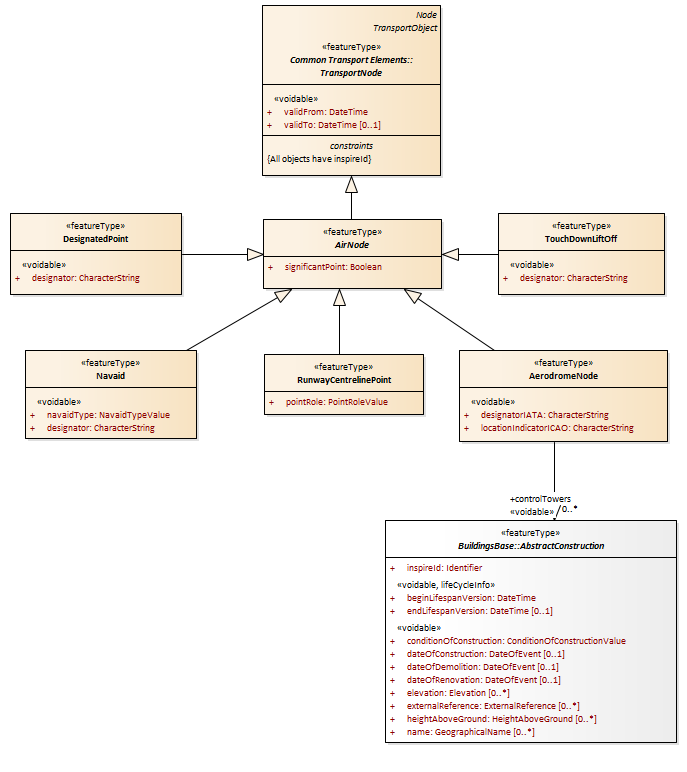 Node
TransportObject
«featureType»
Common Transport Elements::
TransportNode
«voidable»
+ validFrom: DateTime
+ validTo: DateTime [0..1]
constraints
{All objects have inspireId}
«featureType»
DesignatedPoint
«voidable»
+ designator: CharacterString
«featureType»
AirNode
+ significantPoint: Boolean
«featureType»
TouchDownLiftOff
«voidable»
+ designator: CharacterString
«featureType»
Navaid
«voidable»
+ navaidType: NavaidTypeValue
+ designator: CharacterString
«featureType»
RunwayCentrelinePoint
+ pointRole: PointRoleValue
«featureType»
AerodromeNode
«voidable»
+ designatorIATA: CharacterString
+ locationIndicatorICAO: CharacterString
+controlTowers
«voidable» 0..*
«featureType»
BuildingsBase::AbstractConstruction
+ inspireId: Identifier
«voidable, lifeCycleInfo»
+ beginLifespanVersion: DateTime
+ endLifespanVersion: DateTime [0..1]
«voidable»
+ conditionOfConstruction: ConditionOfConstructionValue
+ dateOfConstruction: DateOfEvent [0..1]
+ dateOfDemolition: DateOfEvent [0..1]
+ dateOfRenovation: DateOfEvent [0..1]
+ elevation: Elevation [0..*]
+ externalReference: ExternalReference [0..*]
+ heightAboveGround: HeightAboveGround [0..*]
+ name: GeographicalName [0..*]